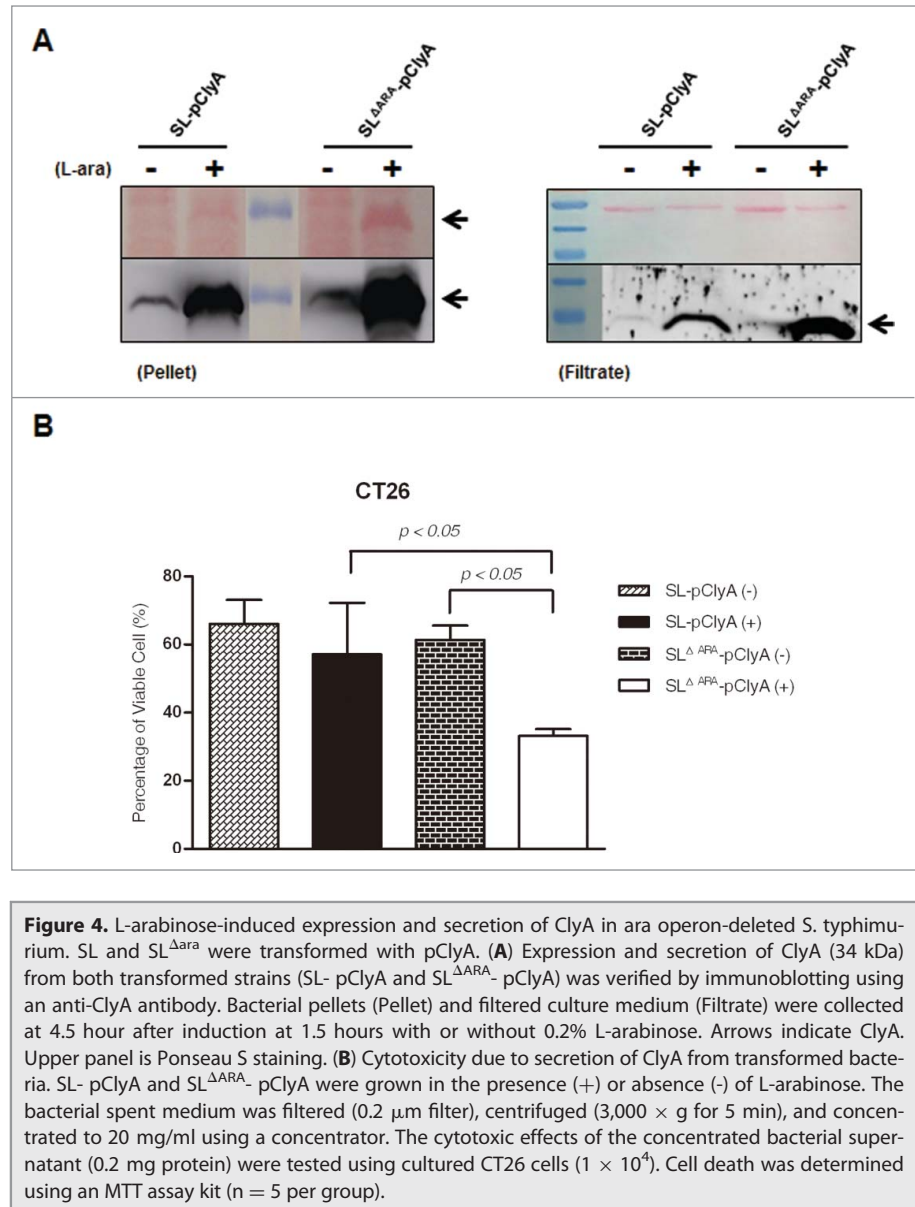 A
SL-pClyA
SL^ΔARA-pClyA
SL-pClyA
SL^ΔARA-pClyA
(L-ara) - + - +
- + - +
(Pellet)
(Filtrate)
B
CT26
p < 0.05
p < 0.05
80
60
40
20
0
Percentage of Viable Cell (%)
SL-pClyA (-)
SL-pClyA (+)
SL^Δ ARA-pClyA (-)
SL^Δ ARA-pClyA (+)
Figure 4. L-arabinose-induced expression and secretion of ClyA in ara operon-deleted S. typhimu-
rium. SL and SL^Δara were transformed with pClyA. (A) Expression and secretion of ClyA (34 kDa)
from both transformed strains (SL- pClyA and SL^ΔARA- pClyA) was verified by immunoblotting using
an anti-ClyA antibody. Bacterial pellets (Pellet) and filtered culture medium (Filtrate) were collected
at 4.5 hour after induction at 1.5 hours with or without 0.2% L-arabinose. Arrows indicate ClyA.
Upper panel is Ponseau S staining. (B) Cytotoxicity due to secretion of ClyA from transformed bacte-
ria. SL- pClyA and SL^ΔARA- pClyA were grown in the presence (+) or absence (-) of L-arabinose. The
bacterial spent medium was filtered (0.2 μm filter), centrifuged (3,000 × g for 5 min), and concen-
trated to 20 mg/ml using a concentrator. The cytotoxic effects of the concentrated bacterial super-
natant (0.2 mg protein) were tested using cultured CT26 cells (1 × 10⁴). Cell death was determined
using an MTT assay kit (n = 5 per group).